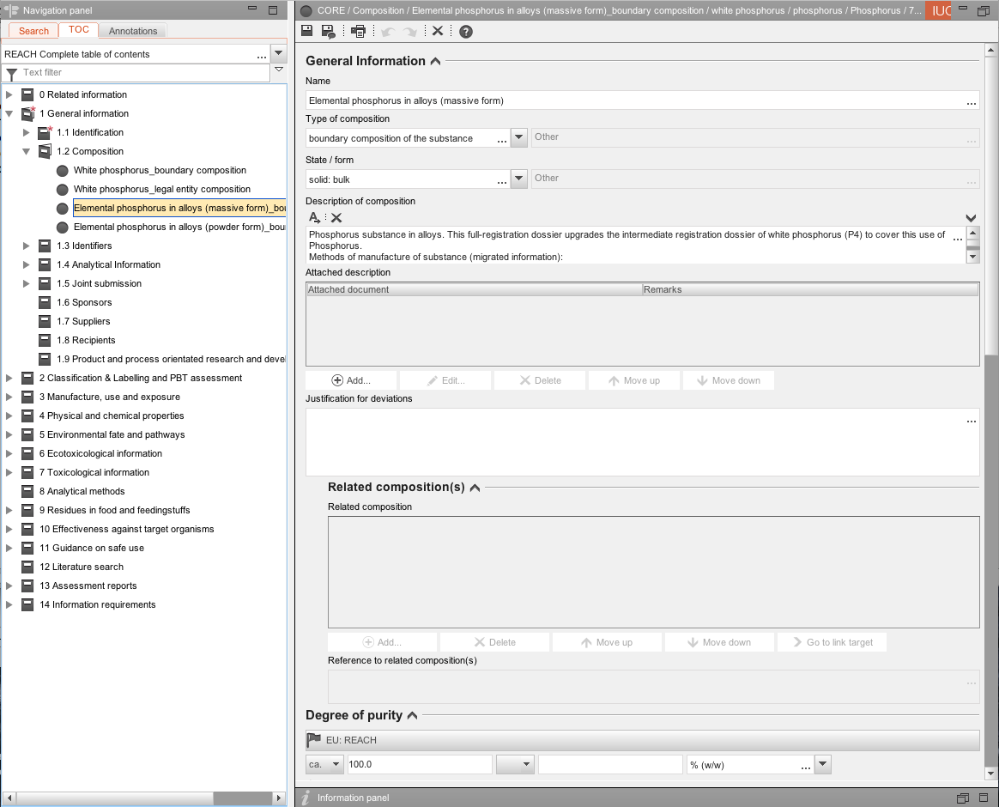 Navigation panel
Search
TOC
Annotations
REACH Complete table of contents
...
Text filter
0 Related information
1 General information
1.1 Identification
1.2 Composition
White phosphorus_boundary composition
White phosphorus_legal entity composition
Elemental phosphorus in alloys (massive form)_bou
Elemental phosphorus in alloys (powder form)_bou
1.3 Identifiers
1.4 Analytical Information
1.5 Joint submission
1.6 Sponsors
1.7 Suppliers
1.8 Recipients
1.9 Product and process orientated research and deve
2 Classification & Labelling and PBT assessment
3 Manufacture, use and exposure
4 Physical and chemical properties
5 Environmental fate and pathways
6 Ecotoxicological information
7 Toxicological information
8 Analytical methods
9 Residues in food and feedingstuffs
10 Effectiveness against target organisms
11 Guidance on safe use
12 Literature search
13 Assessment reports
14 Information requirements
CORE / Composition / Elemental phosphorus in alloys (massive form)_boundary composition / white phosphorus / phosphorus / Phosphorus / 7...
IUC
General Information
Name
Elemental phosphorus in alloys (massive form)
...
Type of composition
boundary composition of the substance ...
Other
...
State / form
solid: bulk ...
Other
...
Description of composition
A
Phosphorus substance in alloys. This full-registration dossier upgrades the intermediate registration dossier of white phosphorus (P4) to cover this use of
...
Phosphorus.
Methods of manufacture of substance (migrated information):
Attached description
Attached document
Remarks
Add...
Edit...
Delete
Move up
Move down
Justification for deviations
...
Related composition(s)
Related composition
Add...
Delete
Move up
Move down
Go to link target
Reference to related composition(s)
...
Degree of purity
EU: REACH
ca.
100.0
% (w/w)
...
Information panel